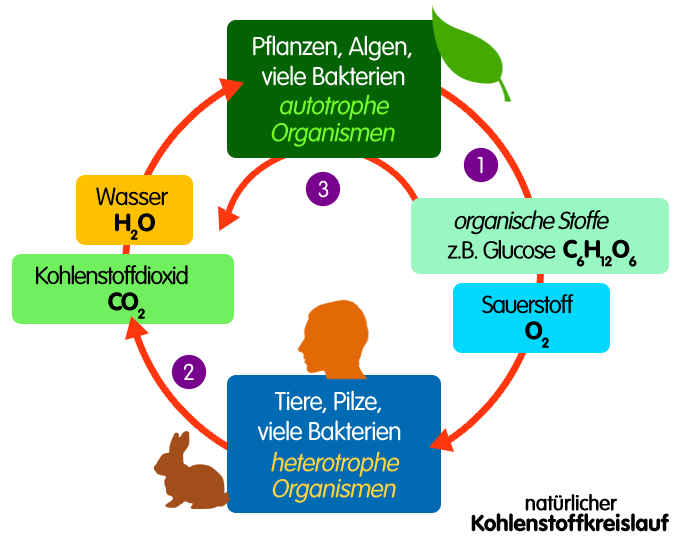 Pflanzen, Algen,
viele Bakterien
autotrophe
Organismen
1
3
Wasser
H₂O
organische Stoffe
z.B. Glucose C₆H₁₂O₆
Kohlenstoffdioxid
CO₂
Sauerstoff
O₂
2
Tiere, Pilze,
viele Bakterien
heterotrophe
Organismen
natürlicher
Kohlenstoffkreislauf